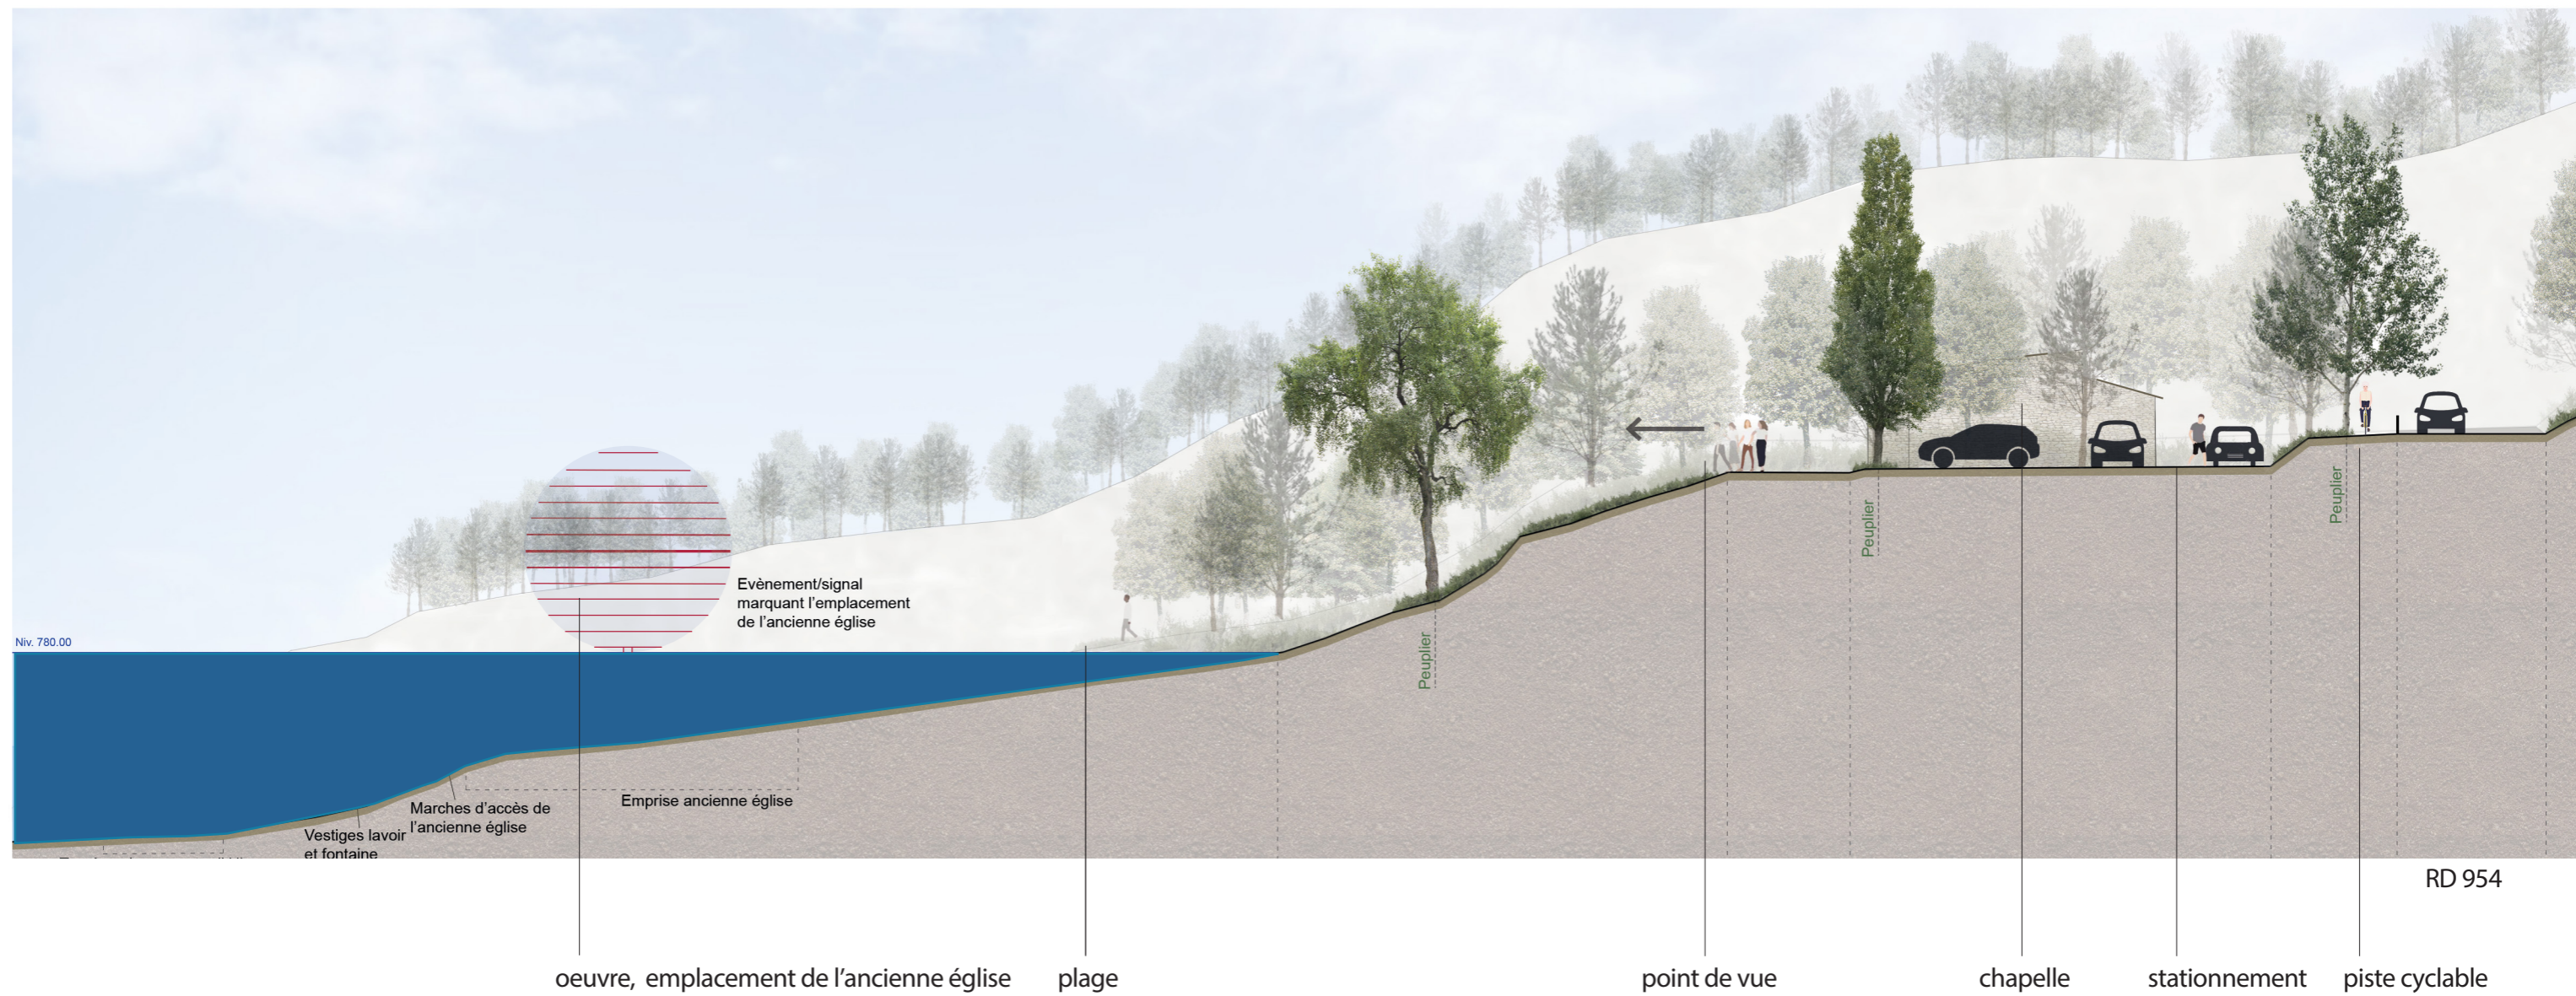 Niv. 780.00
Evènement/signal
marquant l’emplacement
de l’ancienne église
Peuplier
Peuplier
Peuplier
Emprise ancienne église
Marches d’accès de
l’ancienne église
Vestiges lavoir
et fontaine
RD 954
oeuvre, emplacement de l’ancienne église
plage
point de vue
chapelle
stationnement
piste cyclable